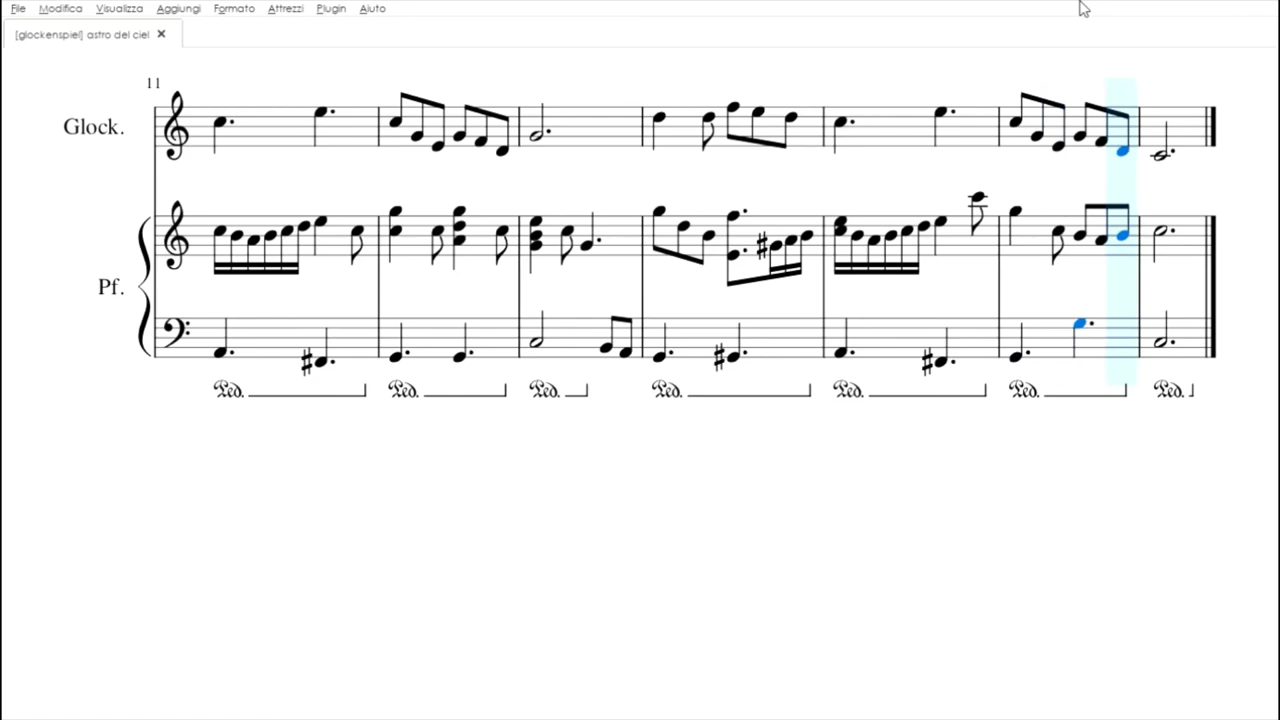 File Modifica Visualizza Aggiungi Formato Attrezzi Plugin Aiuto
[glockenspiel] astro del ciel ✕
11
Glock.
Pf.
Ped. Ped. Ped. Ped. Ped. Ped. Ped.